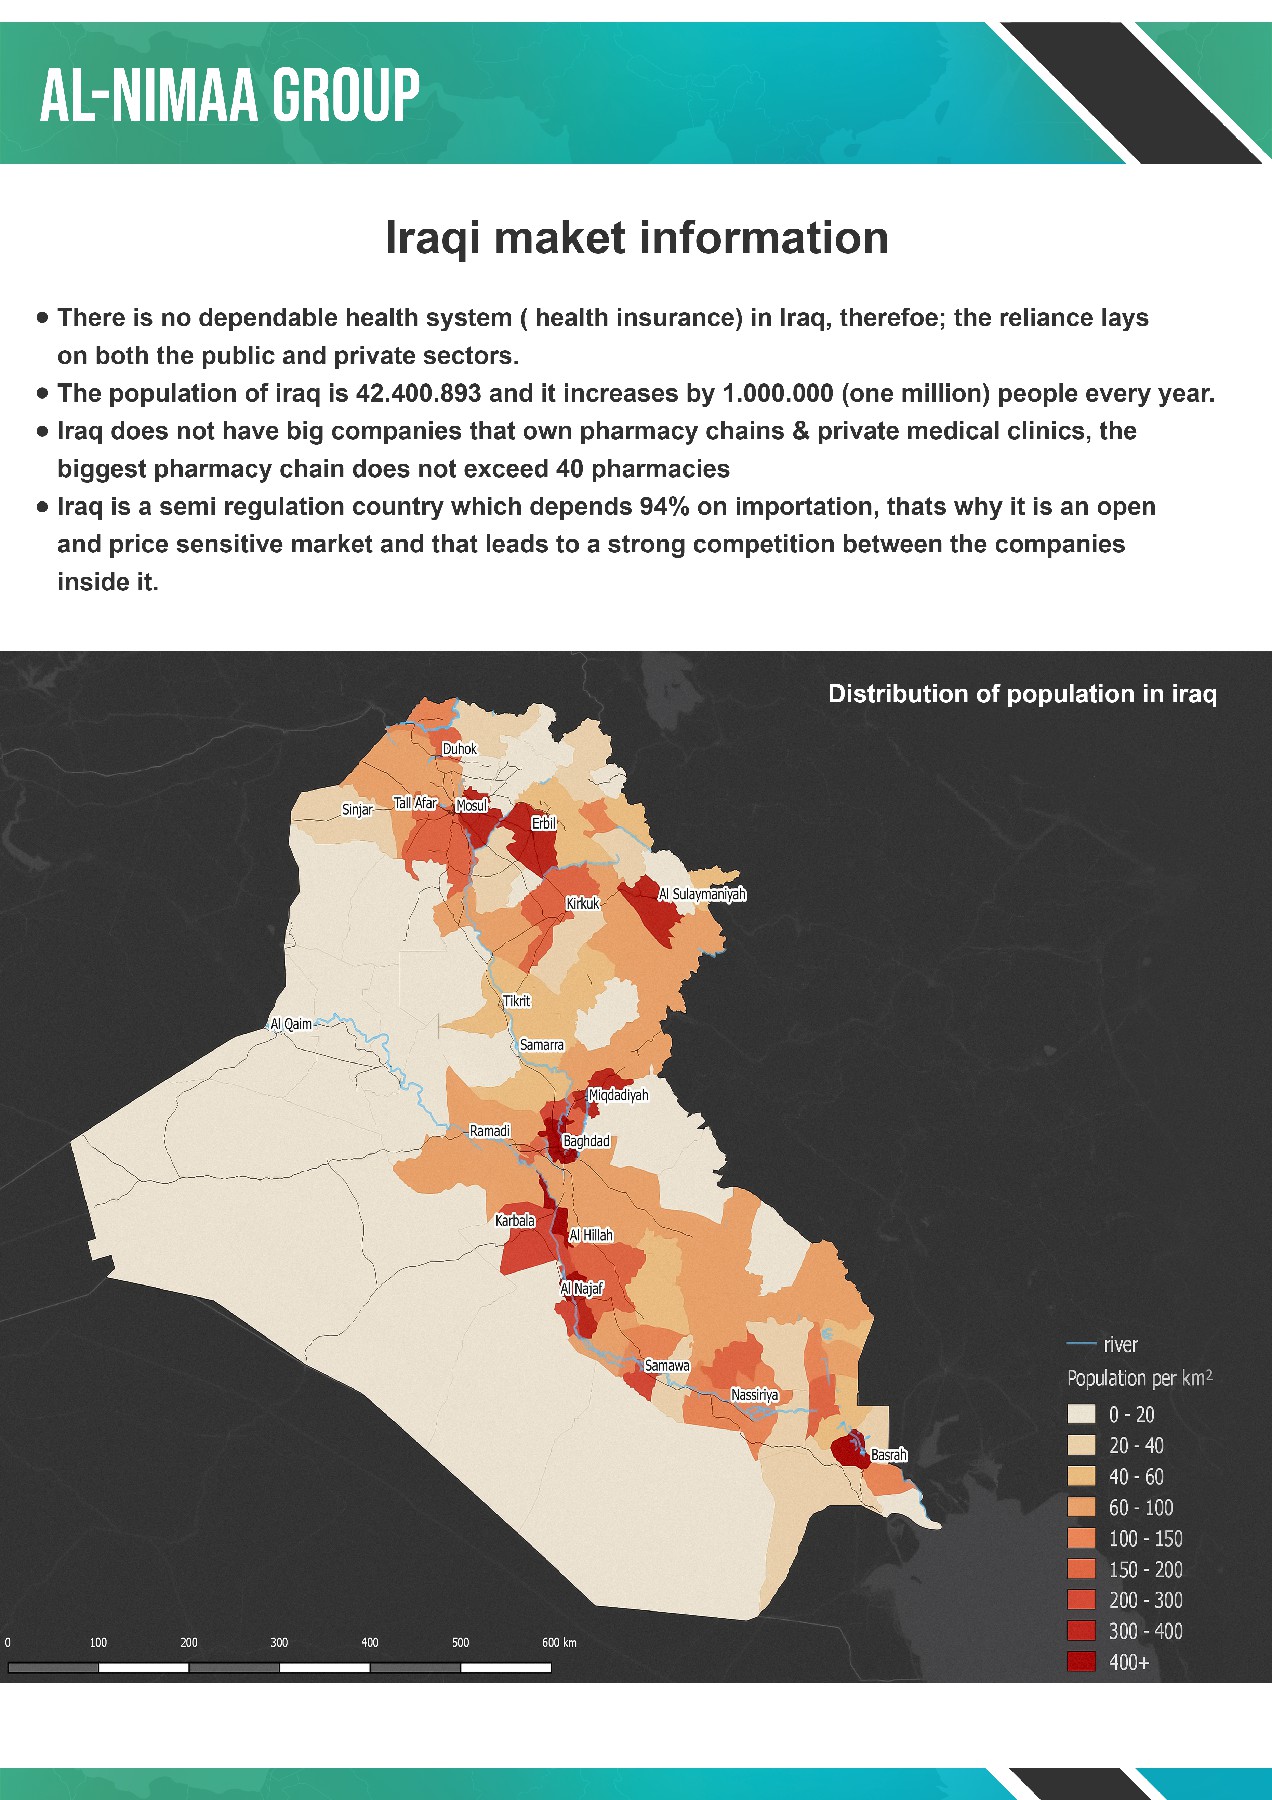 AL-NIMAA GROUP
Iraqi maket information
● There is no dependable health system ( health insurance) in Iraq, therefoe; the reliance lays
on both the public and private sectors.
● The population of iraq is 42.400.893 and it increases by 1.000.000 (one million) people every year.
● Iraq does not have big companies that own pharmacy chains & private medical clinics, the
biggest pharmacy chain does not exceed 40 pharmacies
● Iraq is a semi regulation country which depends 94% on importation, thats why it is an open
and price sensitive market and that leads to a strong competition between the companies
inside it.
Distribution of population in iraq
Duhok
Sinjar
Tall Afar
Mosul
Erbil
Al Sulaymaniyah
Kirkuk
Tikrit
Al Qaim
Samarra
Miqdadiyah
Ramadi
Baghdad
Karbala
Al Hillah
Al Najaf
Samawa
Nassiriya
Basrah
river
Population per km²
0 - 20
20 - 40
40 - 60
60 - 100
100 - 150
150 - 200
200 - 300
300 - 400
400+
0 100 200 300 400 500 600 km